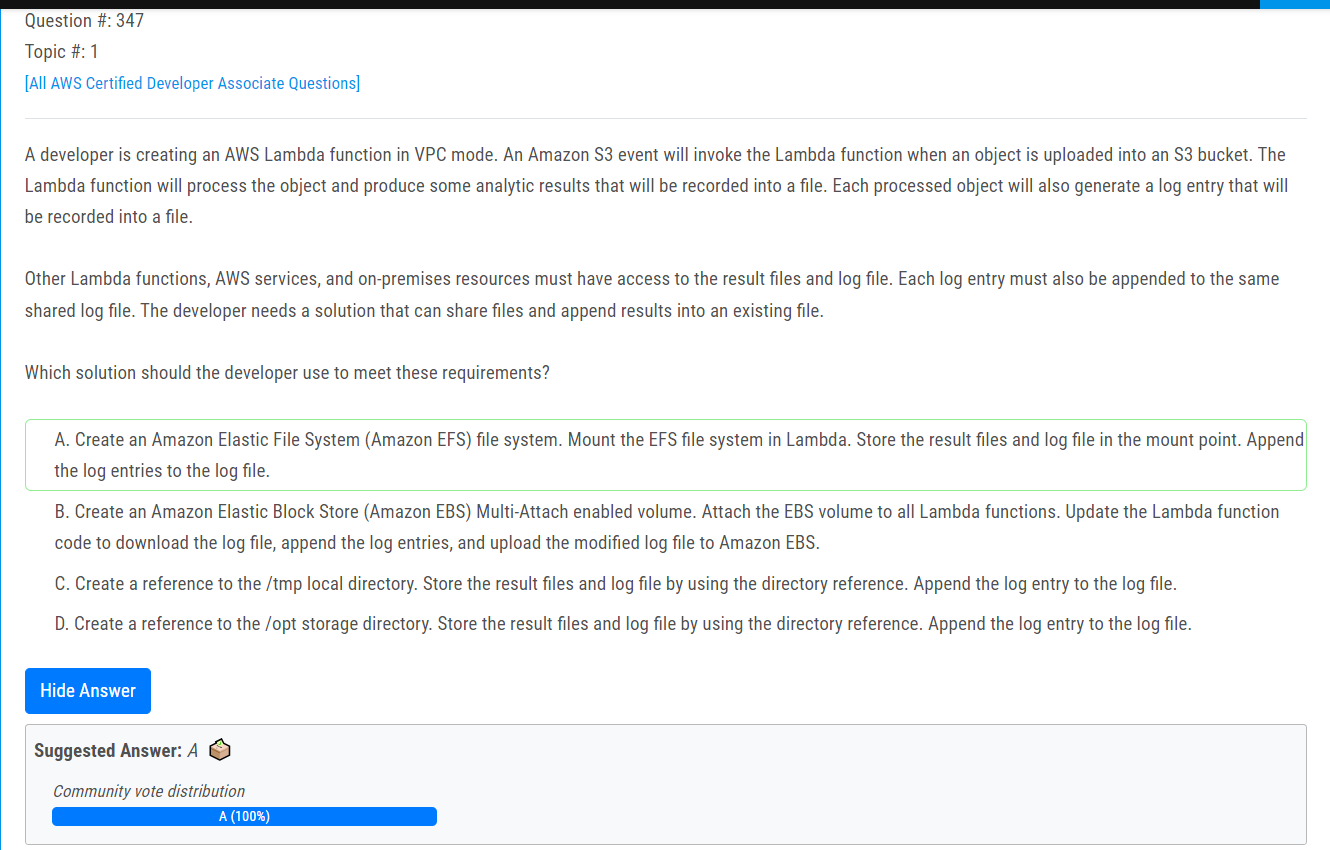 Question #: 347
Topic #: 1
[All AWS Certified Developer Associate Questions]
A developer is creating an AWS Lambda function in VPC mode. An Amazon S3 event will invoke the Lambda function when an object is uploaded into an S3 bucket. The
Lambda function will process the object and produce some analytic results that will be recorded into a file. Each processed object will also generate a log entry that will
be recorded into a file.
Other Lambda functions, AWS services, and on-premises resources must have access to the result files and log file. Each log entry must also be appended to the same
shared log file. The developer needs a solution that can share files and append results into an existing file.
Which solution should the developer use to meet these requirements?
A. Create an Amazon Elastic File System (Amazon EFS) file system. Mount the EFS file system in Lambda. Store the result files and log file in the mount point. Append
the log entries to the log file.
B. Create an Amazon Elastic Block Store (Amazon EBS) Multi-Attach enabled volume. Attach the EBS volume to all Lambda functions. Update the Lambda function
code to download the log file, append the log entries, and upload the modified log file to Amazon EBS.
C. Create a reference to the /tmp local directory. Store the result files and log file by using the directory reference. Append the log entry to the log file.
D. Create a reference to the /opt storage directory. Store the result files and log file by using the directory reference. Append the log entry to the log file.
Hide Answer
Suggested Answer: A
Community vote distribution
A (100%)